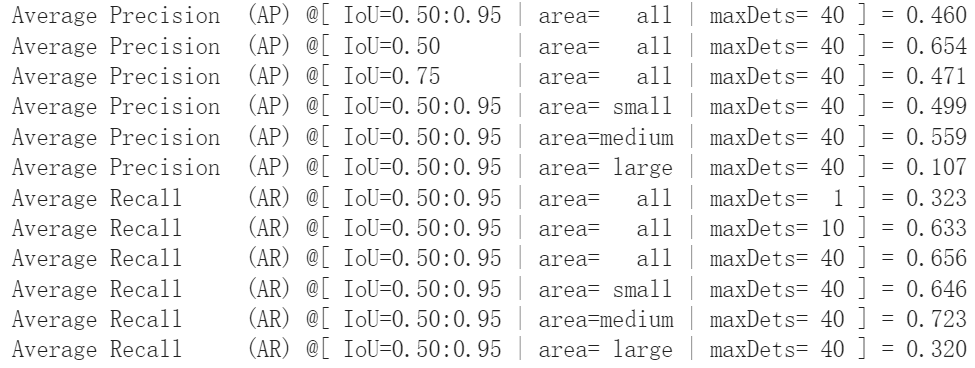 Average Precision  (AP) @[ IoU=0.50:0.95 | area=   all | maxDets= 40 ] = 0.460
Average Precision  (AP) @[ IoU=0.50      | area=   all | maxDets= 40 ] = 0.654
Average Precision  (AP) @[ IoU=0.75      | area=   all | maxDets= 40 ] = 0.471
Average Precision  (AP) @[ IoU=0.50:0.95 | area= small | maxDets= 40 ] = 0.499
Average Precision  (AP) @[ IoU=0.50:0.95 | area=medium | maxDets= 40 ] = 0.559
Average Precision  (AP) @[ IoU=0.50:0.95 | area= large | maxDets= 40 ] = 0.107
Average Recall     (AR) @[ IoU=0.50:0.95 | area=   all | maxDets=  1 ] = 0.323
Average Recall     (AR) @[ IoU=0.50:0.95 | area=   all | maxDets= 10 ] = 0.633
Average Recall     (AR) @[ IoU=0.50:0.95 | area=   all | maxDets= 40 ] = 0.656
Average Recall     (AR) @[ IoU=0.50:0.95 | area= small | maxDets= 40 ] = 0.646
Average Recall     (AR) @[ IoU=0.50:0.95 | area=medium | maxDets= 40 ] = 0.723
Average Recall     (AR) @[ IoU=0.50:0.95 | area= large | maxDets= 40 ] = 0.320